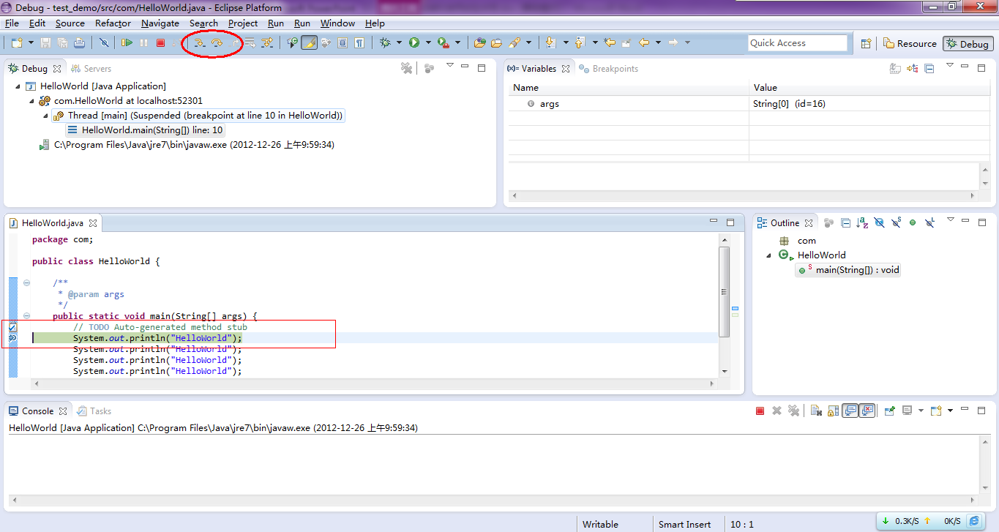 Debug - test_demo/src/com/HelloWorld.java - Eclipse Platform
File Edit Source Refactor Navigate Search Project Run Run Window Help
Quick Access Resource Debug
Debug Servers
HelloWorld [Java Application]
com.HelloWorld at localhost:52301
Thread [main] (Suspended (breakpoint at line 10 in HelloWorld))
HelloWorld.main(String[]) line: 10
C:\Program Files\Java\jre7\bin\javaw.exe (2012-12-26 上午9:59:34)
(x)= Variables Breakpoints
Name Value
args String[0] (id=16)
HelloWorld.java
package com;
public class HelloWorld {
/**
* @param args
*/
public static void main(String[] args) {
// TODO Auto-generated method stub
System.out.println("HelloWorld");
System.out.println("HelloWorld");
System.out.println("HelloWorld");
System.out.println("HelloWorld");
Outline
com
HelloWorld
main(String[]) : void
Console Tasks
HelloWorld [Java Application] C:\Program Files\Java\jre7\bin\javaw.exe (2012-12-26 上午9:59:34)
Writable Smart Insert 10 : 1
0.3K/S 0K/S